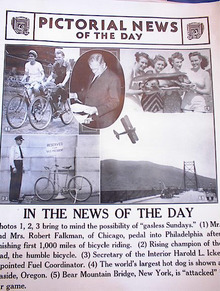 PICTORIAL NEWS
OF THE DAY
IN THE NEWS OF THE DAY
hotos 1, 2, 3 bring to mind the possibility of "gasless Sundays." (1) Mr.
nd Mrs. Robert Falkman, of Chicago, pedal into Philadelphia after
nishing first 1,000 miles of bicycle riding. (2) Rising champion of the
ad, the humble bicycle. (3) Secretary of the Interior Harold L. Icke
pointed Fuel Coordinator. (4) The world's largest hot dog is shown a
aside, Oregon. (5) Bear Mountain Bridge, New York, is "attacked"
r game.